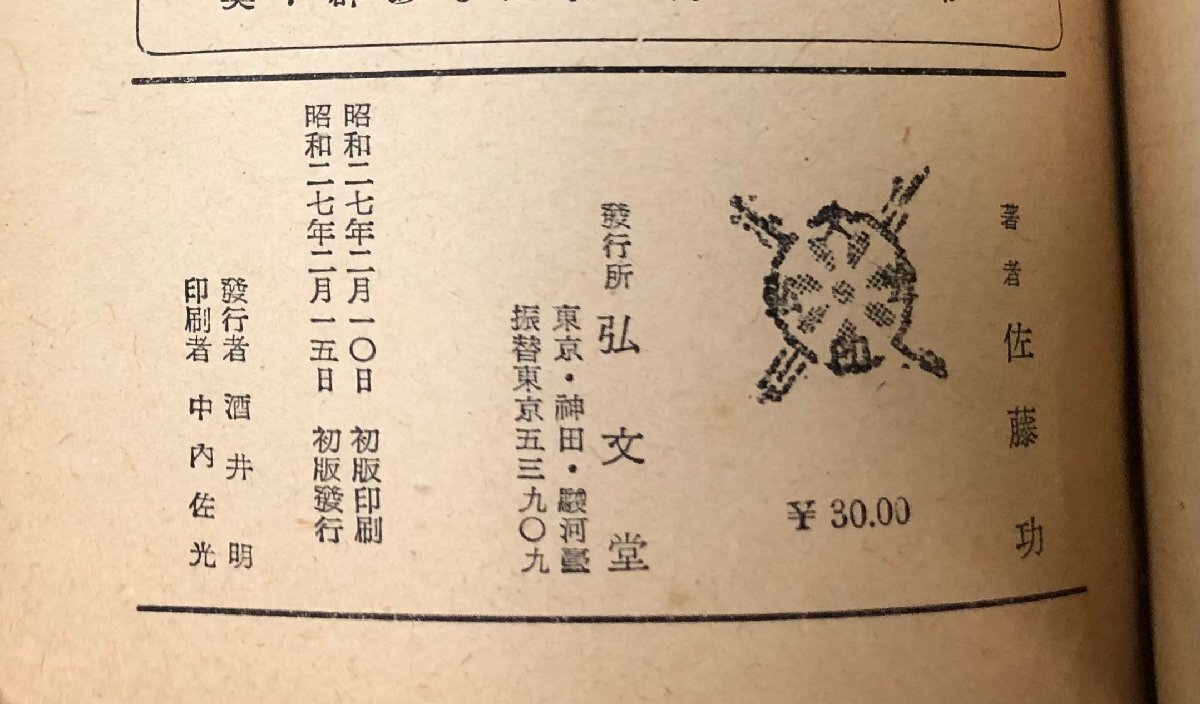 著者 佐藤功
¥ 30.00
發行所 弘文堂
東京・神田・駿河臺
振替東京五三九〇九
昭和二七年二月一〇日 初版印刷
昭和二七年二月一五日 初版發行
發行者 酒井明
印刷者 中内佐光